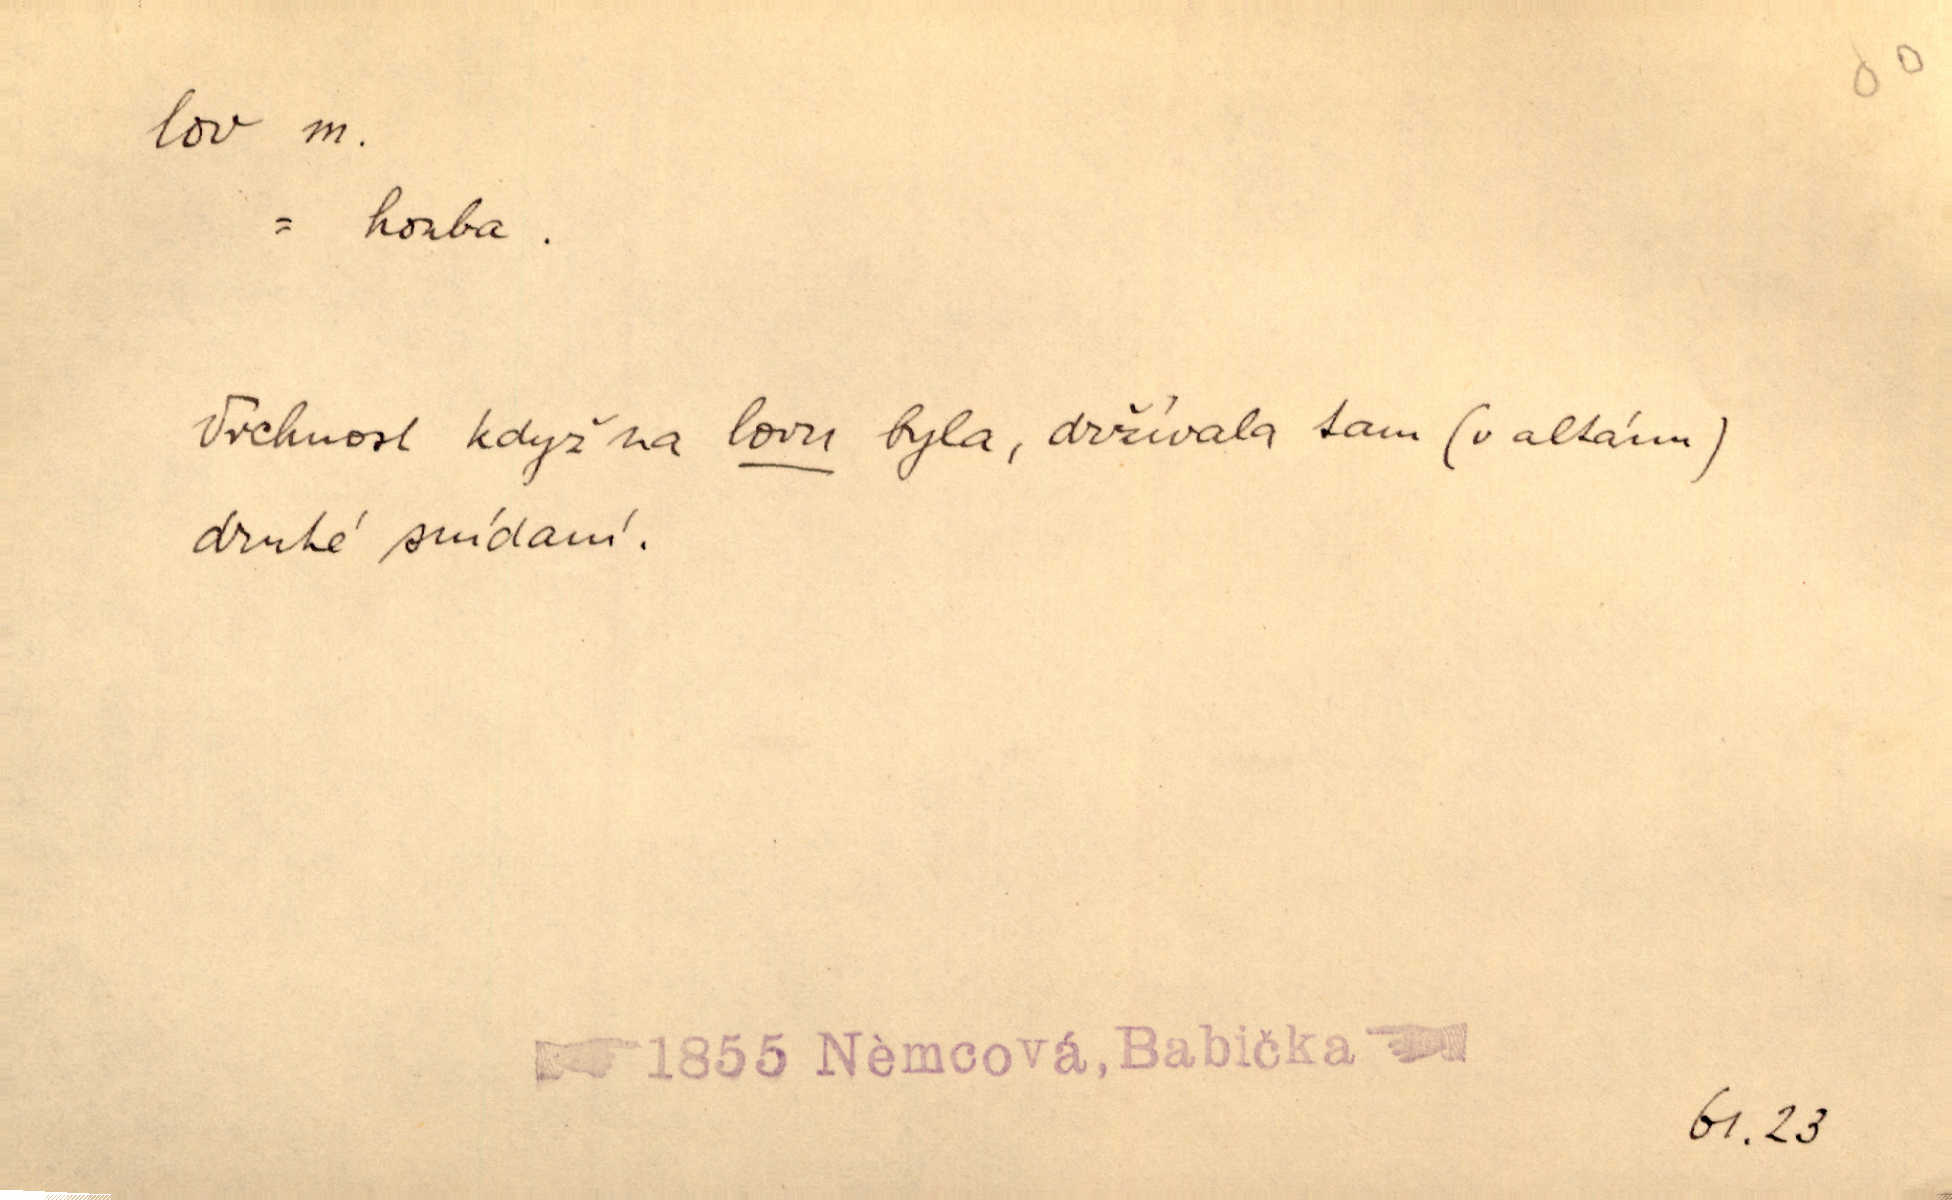 lov m.
= honba.
Vrchnost když na lovu byla, držívala tam (v altánu)
druhé snídaní.
1855 Němcová, Babička
61.23